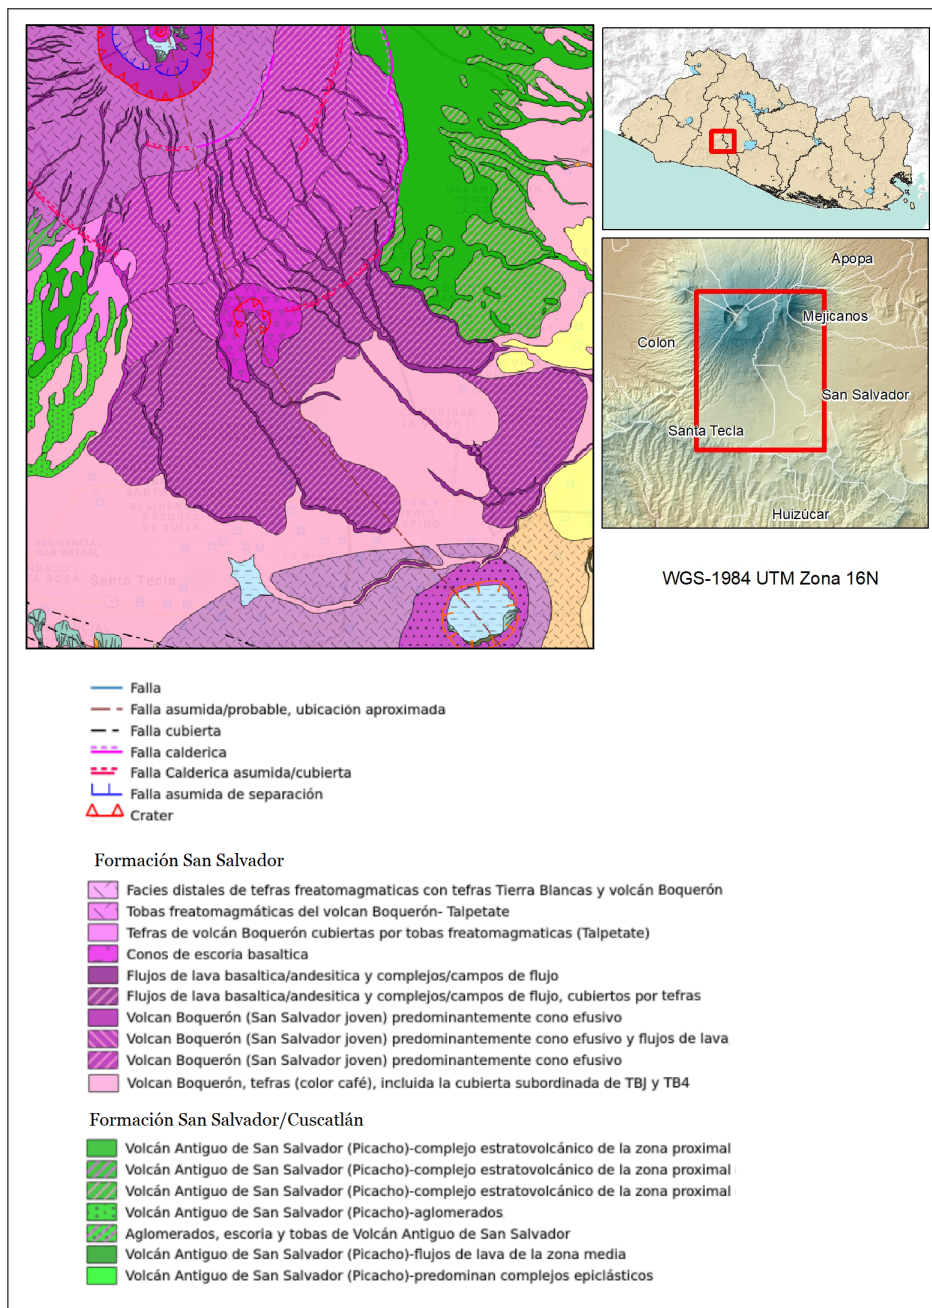 COMUNIDAD
RESIDENCIAL
SAN RAFAEL
Santa Tecla
Apopa
Mejicanos
Colon
San Salvador
Santa Tecla
Huizúcar
WGS-1984 UTM Zona 16N
Falla
Falla asumida/probable, ubicación aproximada
Falla cubierta
Falla calderica
Falla Calderica asumida/cubierta
Falla asumida de separación
Crater
Formación San Salvador
Facies distales de tefras freatomagmaticas con tefras Tierra Blancas y volcán Boquerón
Tobas freatomagmáticas del volcan Boquerón- Talpetate
Tefras de volcán Boquerón cubiertas por tobas freatomagmaticas (Talpetate)
Conos de escoria basaltica
Flujos de lava basaltica/andesitica y complejos/campos de flujo
Flujos de lava basaltica/andesitica y complejos/campos de flujo, cubiertos por tefras
Volcan Boquerón (San Salvador joven) predominantemente cono efusivo
Volcan Boquerón (San Salvador joven) predominantemente cono efusivo y flujos de lava
Volcan Boquerón (San Salvador joven) predominantemente cono efusivo
Volcan Boquerón, tefras (color café), incluida la cubierta subordinada de TBJ y TB4
Formación San Salvador/Cuscatlán
Volcán Antiguo de San Salvador (Picacho)-complejo estratovolcánico de la zona proximal
Volcán Antiguo de San Salvador (Picacho)-complejo estratovolcánico de la zona proximal
Volcán Antiguo de San Salvador (Picacho)-complejo estratovolcánico de la zona proximal
Volcán Antiguo de San Salvador (Picacho)-aglomerados
Aglomerados, escoria y tobas de Volcán Antiguo de San Salvador
Volcán Antiguo de San Salvador (Picacho)-flujos de lava de la zona media
Volcán Antiguo de San Salvador (Picacho)-predominan complejos epiclásticos